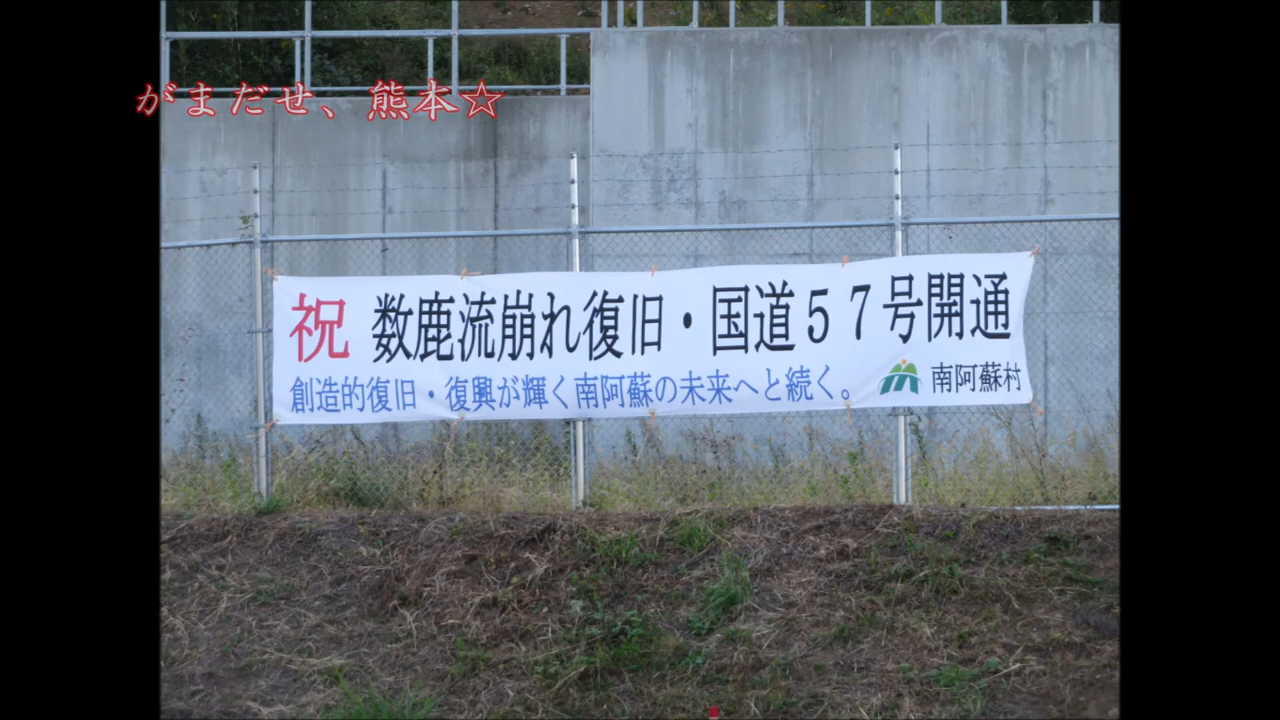 がまだせ、熊本☆
祝 数鹿流崩れ復旧・国道５７号開通
創造的復旧・復興が輝く南阿蘇の未来へと続く。
南阿蘇村